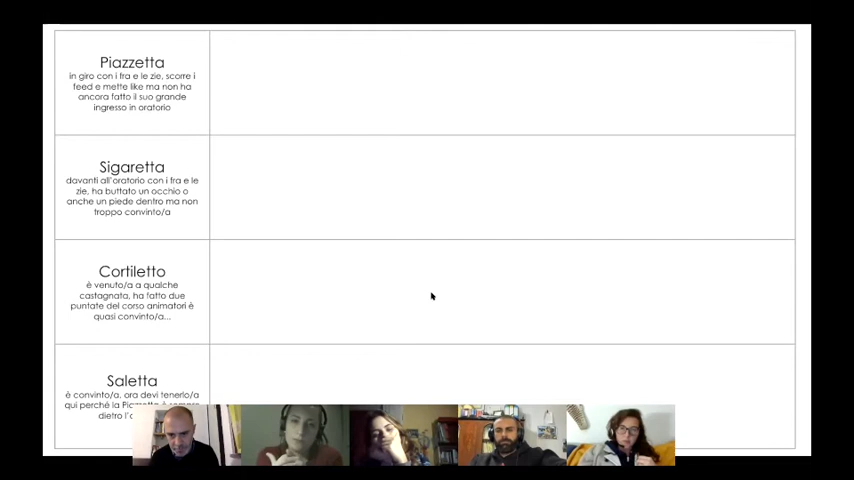 Piazzetta
in giro con i fra e le zie, scorre i
feed e mette like ma non ha
ancora fatto il suo grande
ingresso in oratorio
Sigaretta
davanti all'oratorio con i fra e le
zie, ha buttato un occhio o
anche un piede dentro ma non
troppo convinto/a
Cortiletto
è venuto/a a qualche
castagnata, ha fatto due
puntate del corso animatori è
quasi convinto/a...
Saletta
è convinto/a, ora devi tenerlo/a
qui perché la
dietro